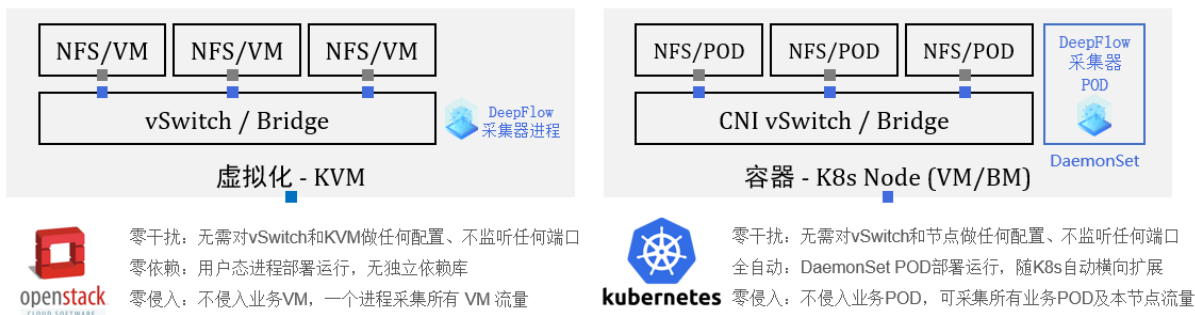 NFS/VM NFS/VM NFS/VM
vSwitch / Bridge
DeepFlow
采集器进程
虚拟化 - KVM
openstack
CLOUD SOFTWARE
零干扰：无需对vSwitch和KVM做任何配置、不监听任何端口
零依赖：用户态进程部署运行，无独立依赖库
零侵入：不侵入业务VM，一个进程采集所有 VM 流量
NFS/POD NFS/POD NFS/POD
CNI vSwitch / Bridge
DeepFlow
采集器
POD
DaemonSet
容器 - K8s Node (VM/BM)
kubernetes
零干扰：无需对vSwitch和节点做任何配置、不监听任何端口
全自动：DaemonSet POD部署运行，随K8s自动横向扩展
零侵入：不侵入业务POD，可采集所有业务POD及本节点流量